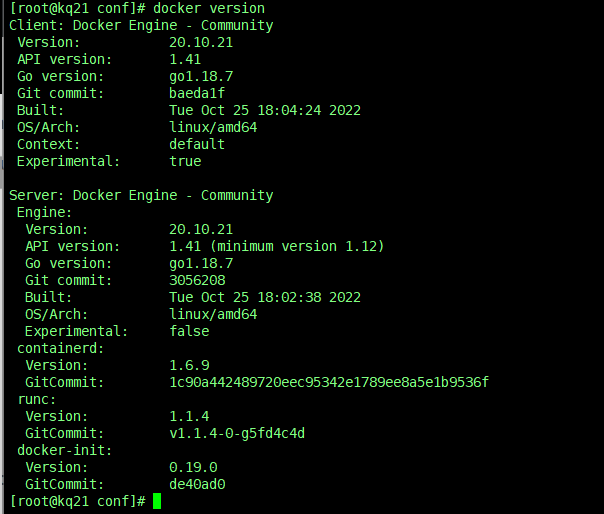 [root@kq21 conf]# docker version
Client: Docker Engine - Community
 Version:           20.10.21
 API version:       1.41
 Go version:        go1.18.7
 Git commit:        baeda1f
 Built:             Tue Oct 25 18:04:24 2022
 OS/Arch:           linux/amd64
 Context:           default
 Experimental:      true

Server: Docker Engine - Community
 Engine:
  Version:          20.10.21
  API version:      1.41 (minimum version 1.12)
  Go version:       go1.18.7
  Git commit:       3056208
  Built:            Tue Oct 25 18:02:38 2022
  OS/Arch:          linux/amd64
  Experimental:     false
 containerd:
  Version:          1.6.9
  GitCommit:        1c90a442489720eec95342e1789ee8a5e1b9536f
 runc:
  Version:          1.1.4
  GitCommit:        v1.1.4-0-g5fd4c4d
 docker-init:
  Version:          0.19.0
  GitCommit:        de40ad0
[root@kq21 conf]#